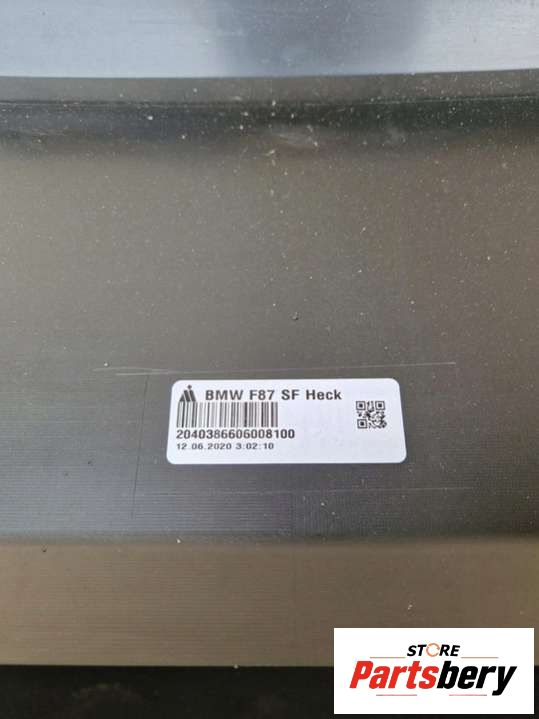 BMW F87 SF Heck
2040386606008100
12.06.2020 3:02:10
STORE
Partsbery